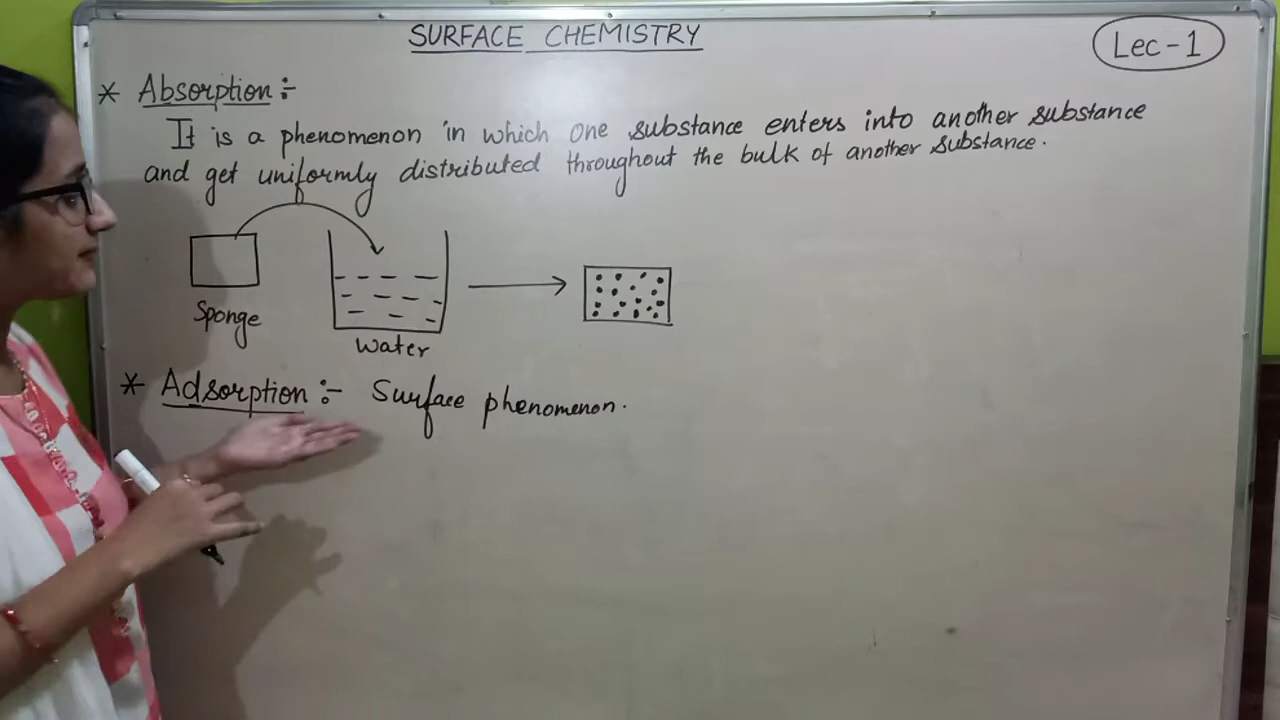 SURFACE CHEMISTRY
Lec-1
* Absorption :-
It is a phenomenon in which one substance enters into another substance
and get uniformly distributed throughout the bulk of another substance.
Sponge
water
* Adsorption :- Surface phenomenon.